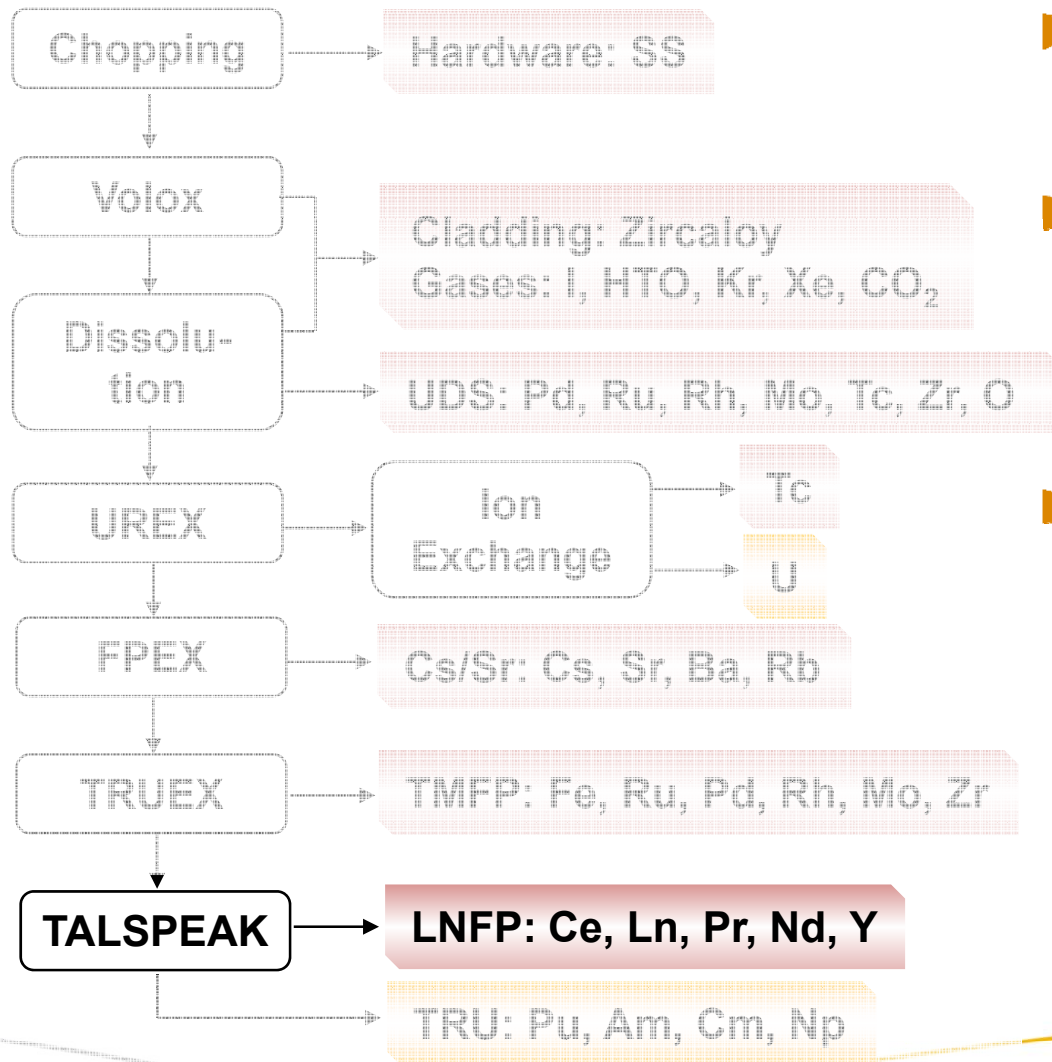 Chopping
Hardware: SS
Volox
Cladding: Zircaloy
Gases: I, HTO, Kr, Xe, CO₂
Dissolu-
tion
UDS: Pd, Ru, Rh, Mo, Tc, Zr, O
UREX
Ion
Exchange
Tc
U
FPEX
Cs/Sr: Cs, Sr, Ba, Rb
TRUEX
TMFP: Fe, Ru, Pd, Rh, Mo, Zr
TALSPEAK
LNFP: Ce, Ln, Pr, Nd, Y
TRU: Pu, Am, Cm, Np